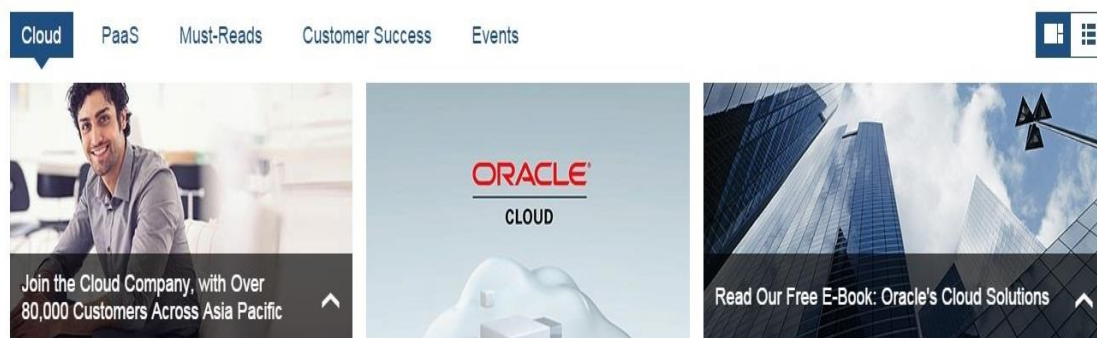 Cloud PaaS Must-Reads Customer Success Events
Join the Cloud Company, with Over
80,000 Customers Across Asia Pacific
ORACLE®
CLOUD
Read Our Free E-Book: Oracle's Cloud Solutions